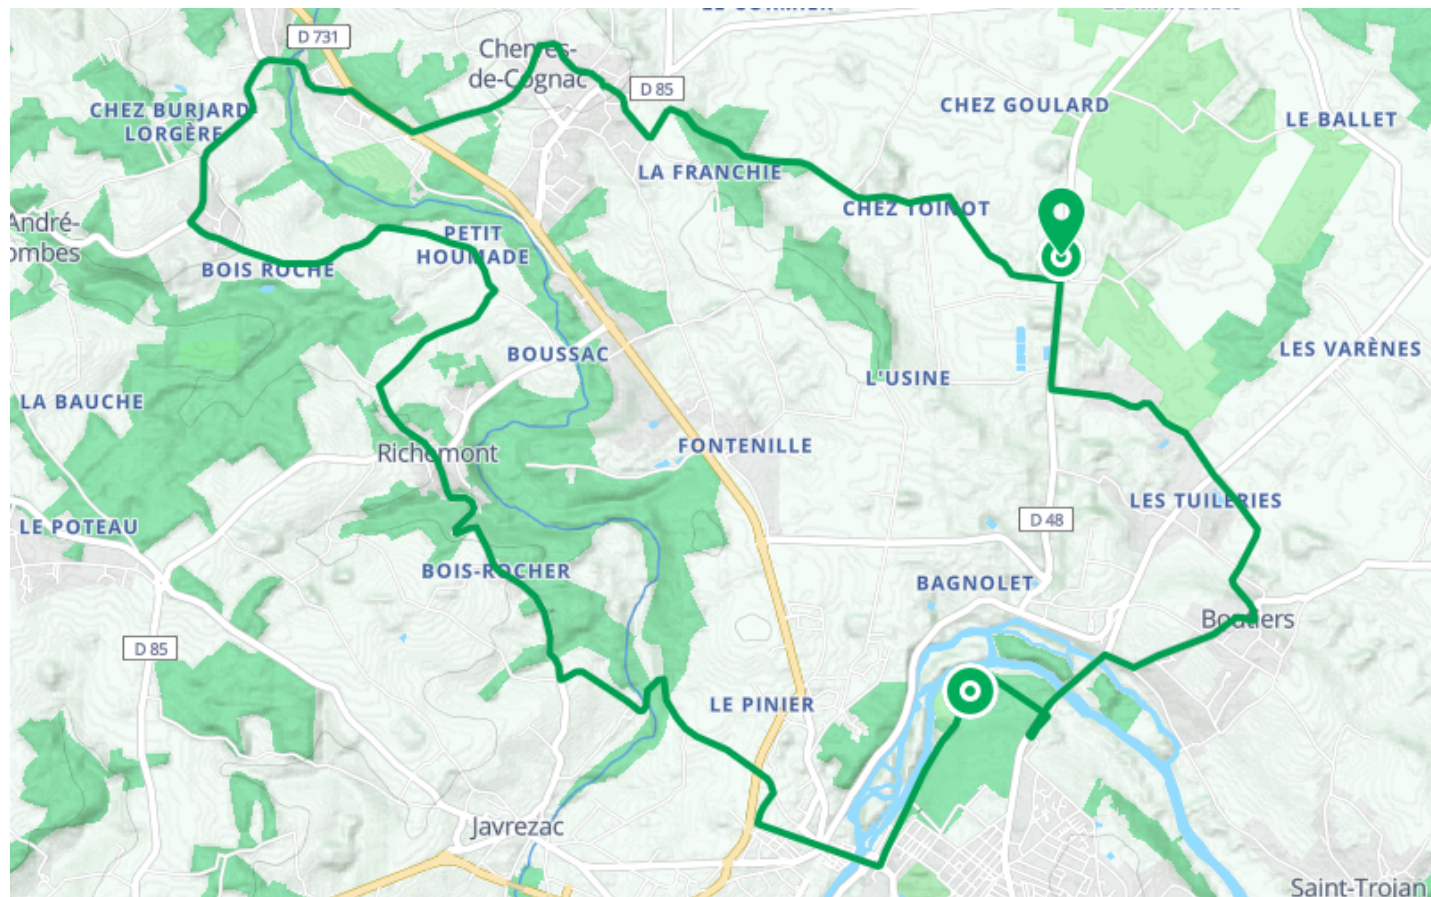 D 731
Cherves-
de-Cognac
D 85
CHEZ BURJARD-
LORGÈRE
CHEZ GOULARD
LE BALLET
LA FRANCHIE
CHEZ TOINOT
André-
ombes
PETIT
HOUMADE
BOIS ROCHE
BOUSSAC
LES VARÈNES
L'USINE
LA BAUCHE
Richemont
FONTENILLE
LES TUILERIES
LE POTEAU
D 48
BOIS-ROCHER
BAGNOLET
Boutiers
D 85
LE PINIER
Javrezac
Saint-Trojan